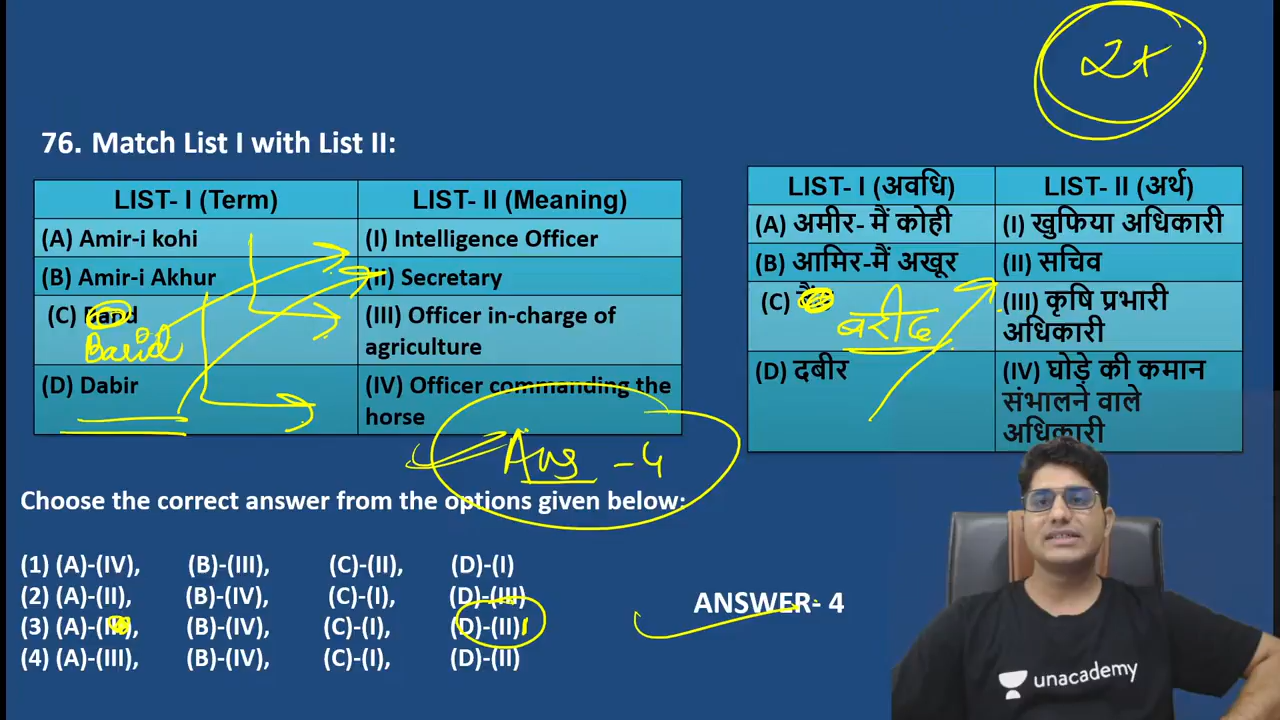 2x
76. Match List I with List II:
LIST- I (Term) LIST- II (Meaning)
(A) Amir-i kohi (I) Intelligence Officer
(B) Amir-i Akhur (II) Secretary
(C) Band (III) Officer in-charge of
agriculture
Barid
(D) Dabir (IV) Officer commanding the
horse
LIST- I (अवधि) LIST- II (अर्थ)
(A) अमीर- मैं कोही (I) खुफिया अधिकारी
(B) आमिर-मैं अखूर (II) सचिव
(C) (III) कृषि प्रभारी
अधिकारी
बरीद
(D) दबीर (IV) घोड़े की कमान
संभालने वाले
अधिकारी
Ans - 4
Choose the correct answer from the options given below:
(1) (A)-(IV), (B)-(III), (C)-(II), (D)-(I)
(2) (A)-(II), (B)-(IV), (C)-(I), (D)-(III)
(3) (A)- (B)-(IV), (C)-(I), (D)-(II)
(4) (A)-(III), (B)-(IV), (C)-(I), (D)-(II)
ANSWER- 4
unacademy